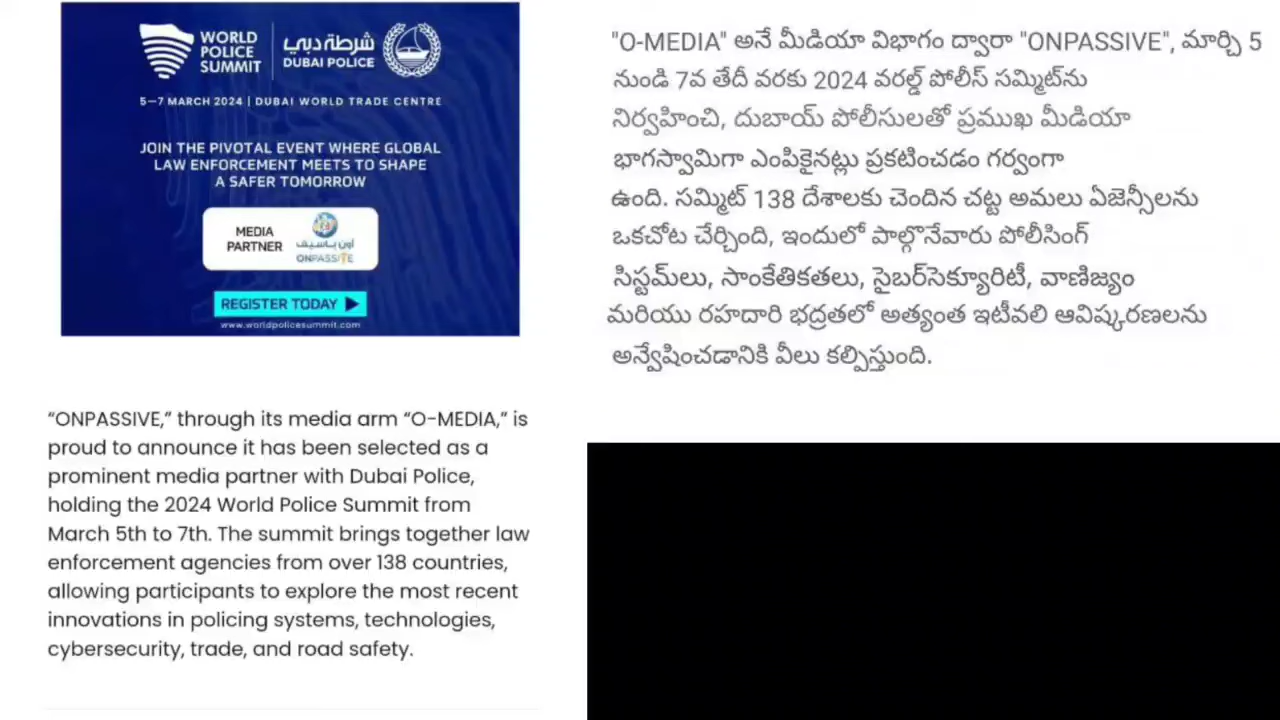 WORLD
POLICE
SUMMIT
شرطة دبي
DUBAI POLICE
5–7 MARCH 2024 | DUBAI WORLD TRADE CENTRE
JOIN THE PIVOTAL EVENT WHERE GLOBAL
LAW ENFORCEMENT MEETS TO SHAPE
A SAFER TOMORROW
MEDIA
PARTNER
أون باسيف
ONPASSIVE
REGISTER TODAY
www.worldpolicesummit.com
“ONPASSIVE,” through its media arm “O-MEDIA,” is
proud to announce it has been selected as a
prominent media partner with Dubai Police,
holding the 2024 World Police Summit from
March 5th to 7th. The summit brings together law
enforcement agencies from over 138 countries,
allowing participants to explore the most recent
innovations in policing systems, technologies,
cybersecurity, trade, and road safety.
"O-MEDIA" అనే మీడియా విభాగం ద్వారా "ONPASSIVE", మార్చి 5
నుండి 7వ తేదీ వరకు 2024 వరల్డ్ పోలీస్ సమ్మిట్‌ను
నిర్వహించి, దుబాయ్ పోలీసులతో ప్రముఖ మీడియా
భాగస్వామిగా ఎంపికైనట్లు ప్రకటించడం గర్వంగా
ఉంది. సమ్మిట్ 138 దేశాలకు చెందిన చట్ట అమలు ఏజెన్సీలను
ఒకచోట చేర్చింది, ఇందులో పాల్గొనేవారు పోలీసింగ్
సిస్టమ్‌లు, సాంకేతికతలు, సైబర్‌సెక్యూరిటీ, వాణిజ్యం
మరియు రహదారి భద్రతలో అత్యంత ఇటీవలి ఆవిష్కరణలను
అన్వేషించడానికి వీలు కల్పిస్తుంది.